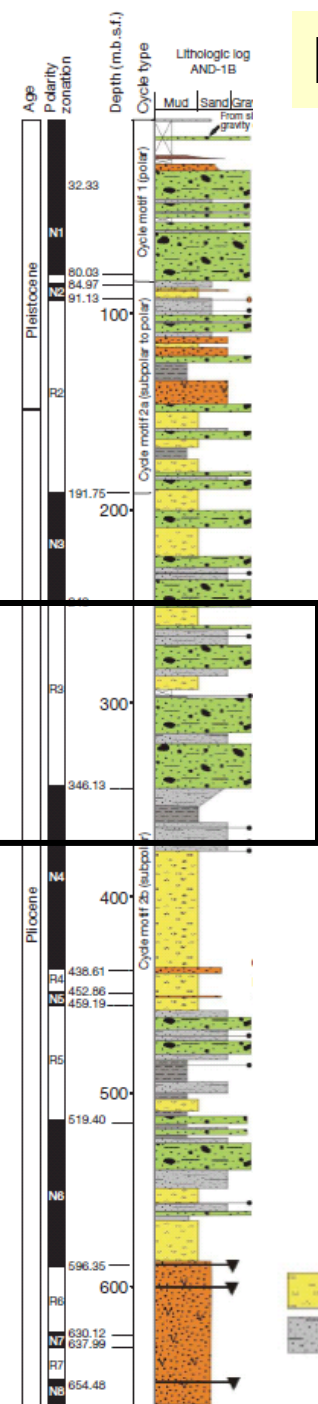 Age
Polarity
zonation
Depth (m.b.s.f.)
Cycle type
Lithologic log
AND-1B
Mud
Sand
Gra
From s
gravity
32.33
N1
80.03
84.97
N2
91.13
100
Cycle motif 1 (polar)
Pleistocene
R2
Cycle motif 2a (subpolar to polar)
191.75
200
N3
R3
300
346.13
N4
400
Cycle motif 2b (subpolar)
Pliocene
438.61
R4
452.86
N5
459.19
R5
500
519.40
N6
596.35
600
R6
630.12
N7
637.99
R7
654.48
N8